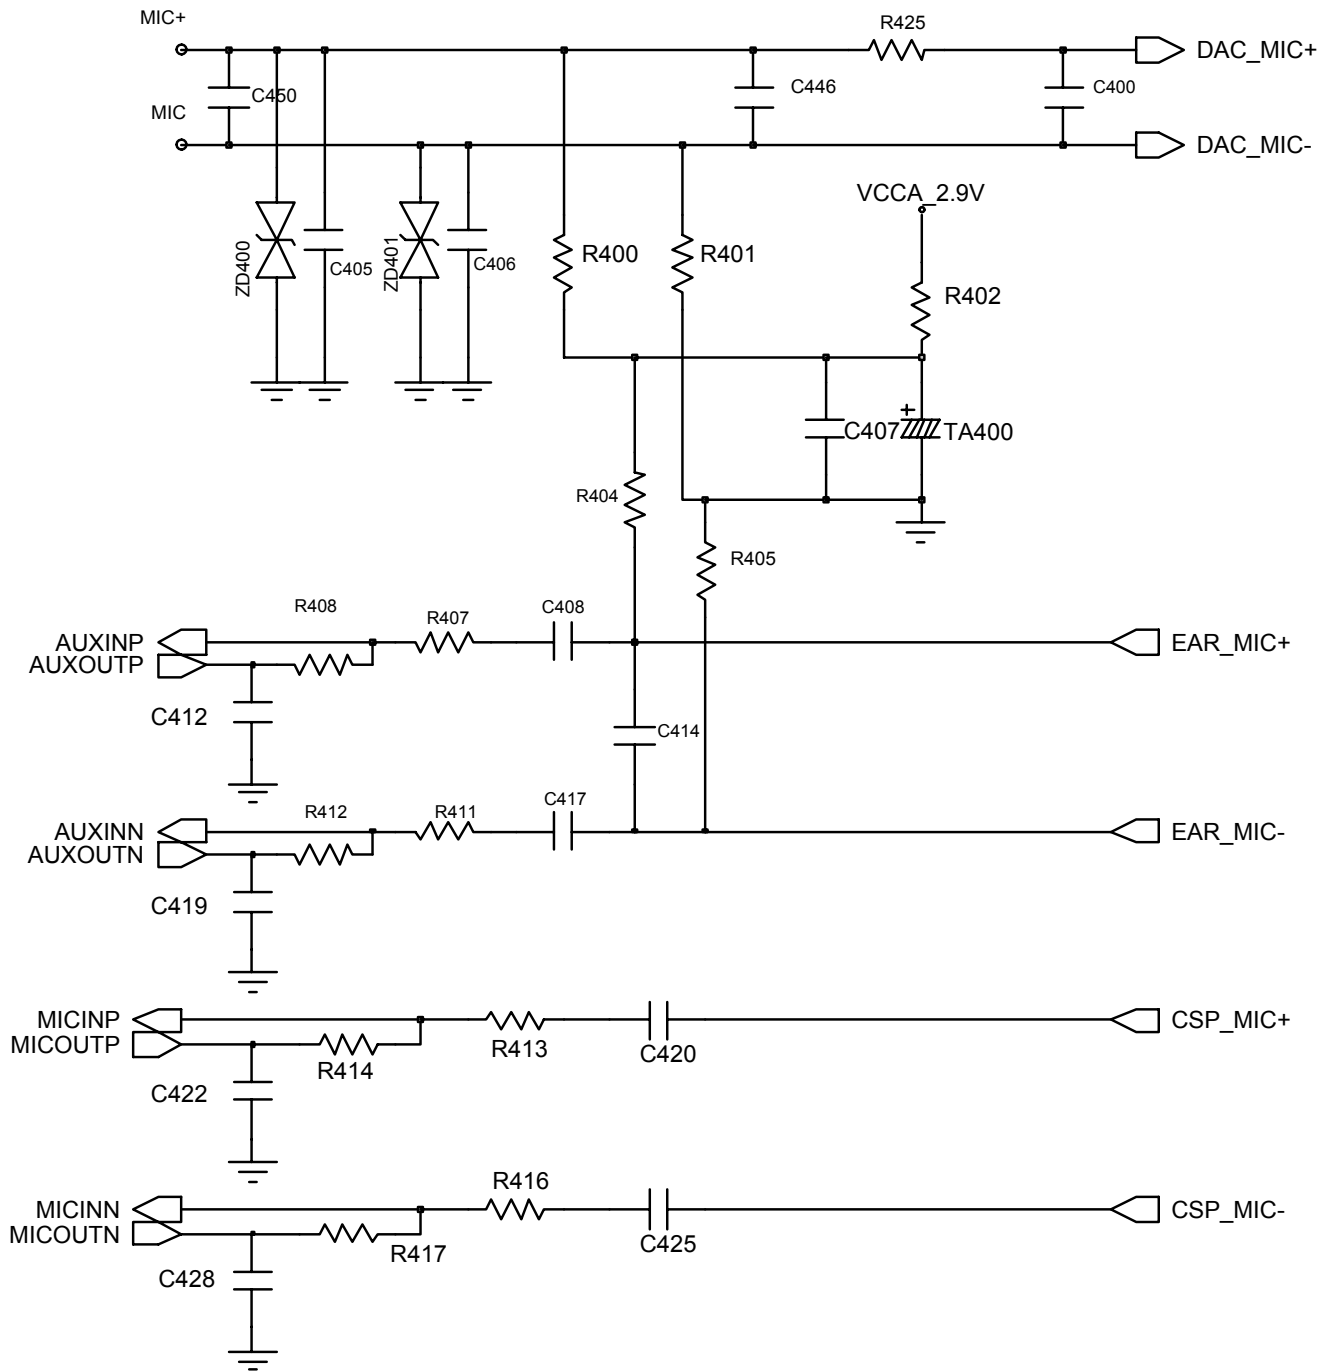 MIC+
R425
DAC_MIC+
C450
C446
C400
MIC
DAC_MIC-
VCCA_2.9V
ZD400
C405
ZD401
C406
R400
R401
R402
+
C407
TA400
R404
R405
R408
R407
C408
AUXINP
EAR_MIC+
AUXOUTP
C412
C414
R412
R411
C417
AUXINN
EAR_MIC-
AUXOUTN
C419
MICINP
CSP_MIC+
MICOUTP
R413
C420
R414
C422
R416
MICINN
CSP_MIC-
MICOUTN
C425
R417
C428